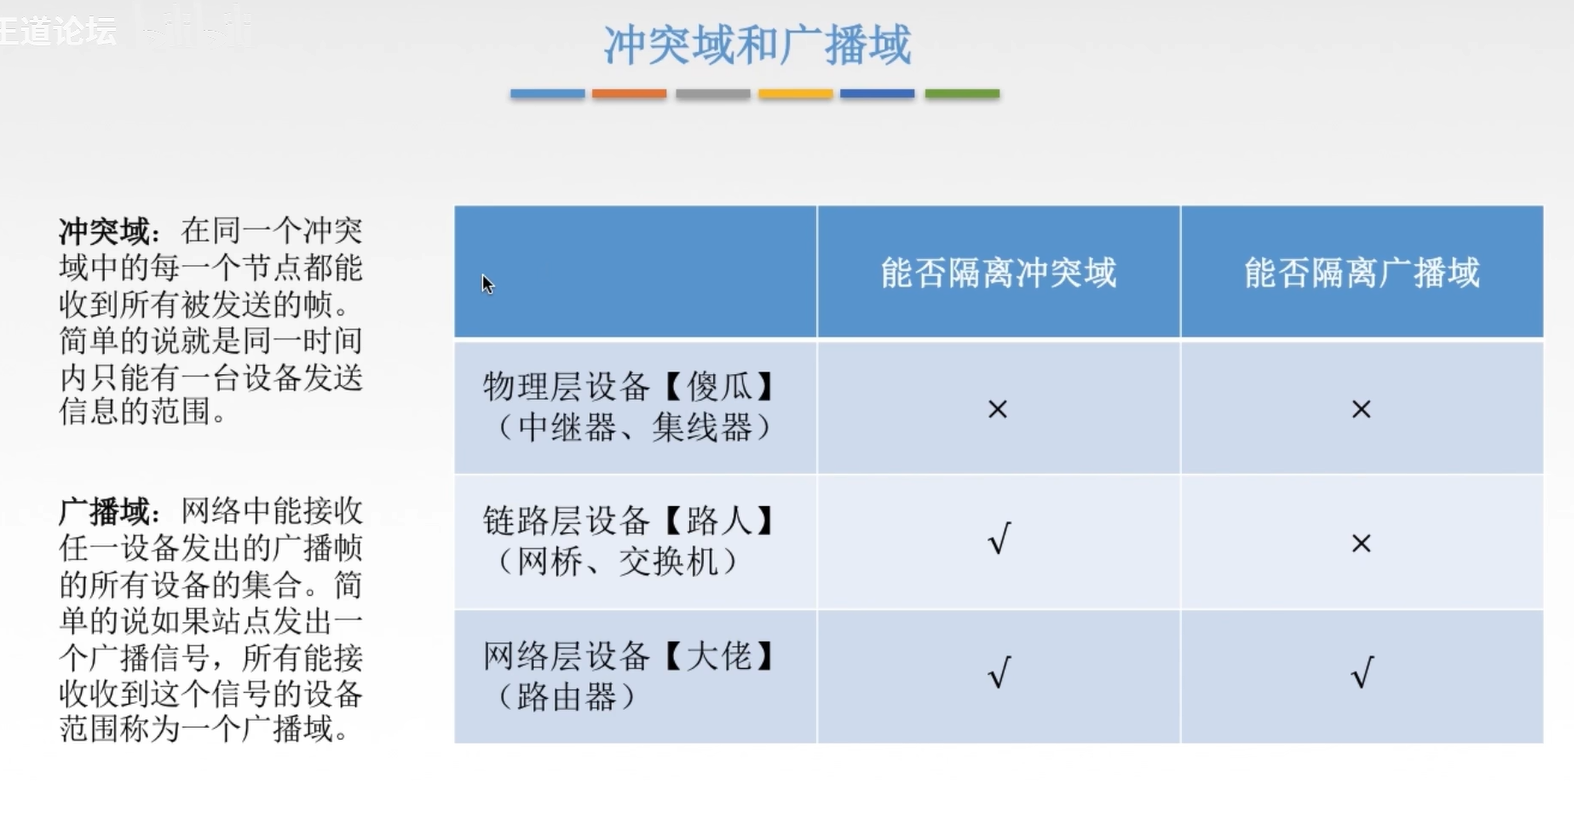 王道论坛
冲突域和广播域
冲突域：在同一个冲突
域中的每一个节点都能
收到所有被发送的帧。
简单的说就是同一时间
内只能有一台设备发送
信息的范围。
广播域：网络中能接收
任一设备发出的广播帧
的所有设备的集合。简
单的说如果站点发出一
个广播信号，所有能接
收收到这个信号的设备
范围称为一个广播域。
能否隔离冲突域 能否隔离广播域
物理层设备【傻瓜】
（中继器、集线器）
× ×
链路层设备【路人】
（网桥、交换机）
√ ×
网络层设备【大佬】
（路由器）
√ √